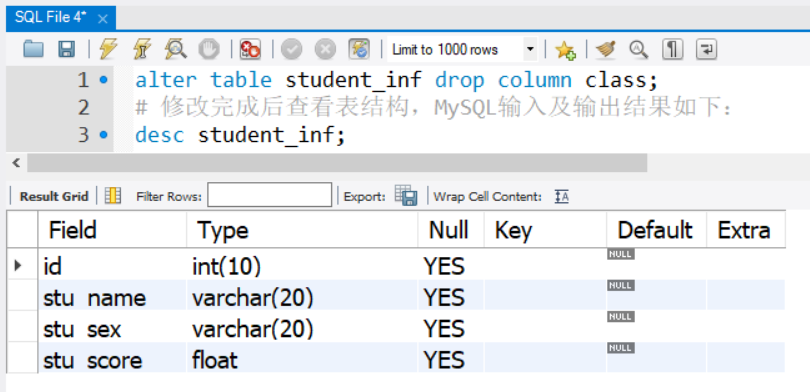 SQL File 4*
Limit to 1000 rows
1 alter table student_inf drop column class;
2 # 修改完成后查看表结构，MySQL输入及输出结果如下：
3 desc student_inf;
Result Grid Filter Rows: Export: Wrap Cell Content: IA
Field Type Null Key Default Extra
id int(10) YES NULL
stu_name varchar(20) YES NULL
stu_sex varchar(20) YES NULL
stu_score float YES NULL